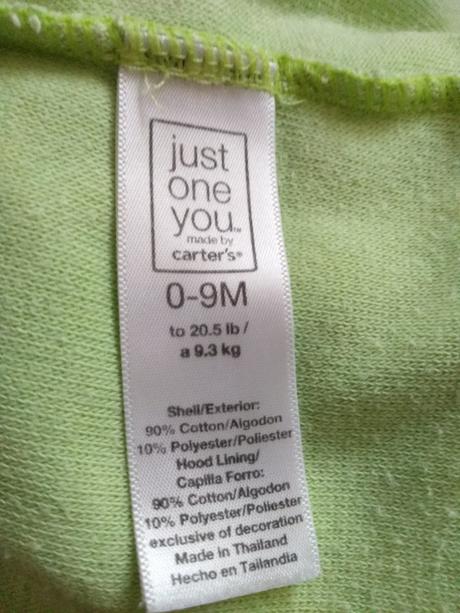 just
one
you™
made by
carter's®
0-9M
to 20.5 lb /
a 9.3 kg
Shell/Exterior:
90% Cotton/Algodon
10% Polyester/Poliester
Hood Lining/
Capilla Forro:
90% Cotton/Algodon
10% Polyester/Poliester
exclusive of decoration
Made in Thailand
Hecho en Tailandia